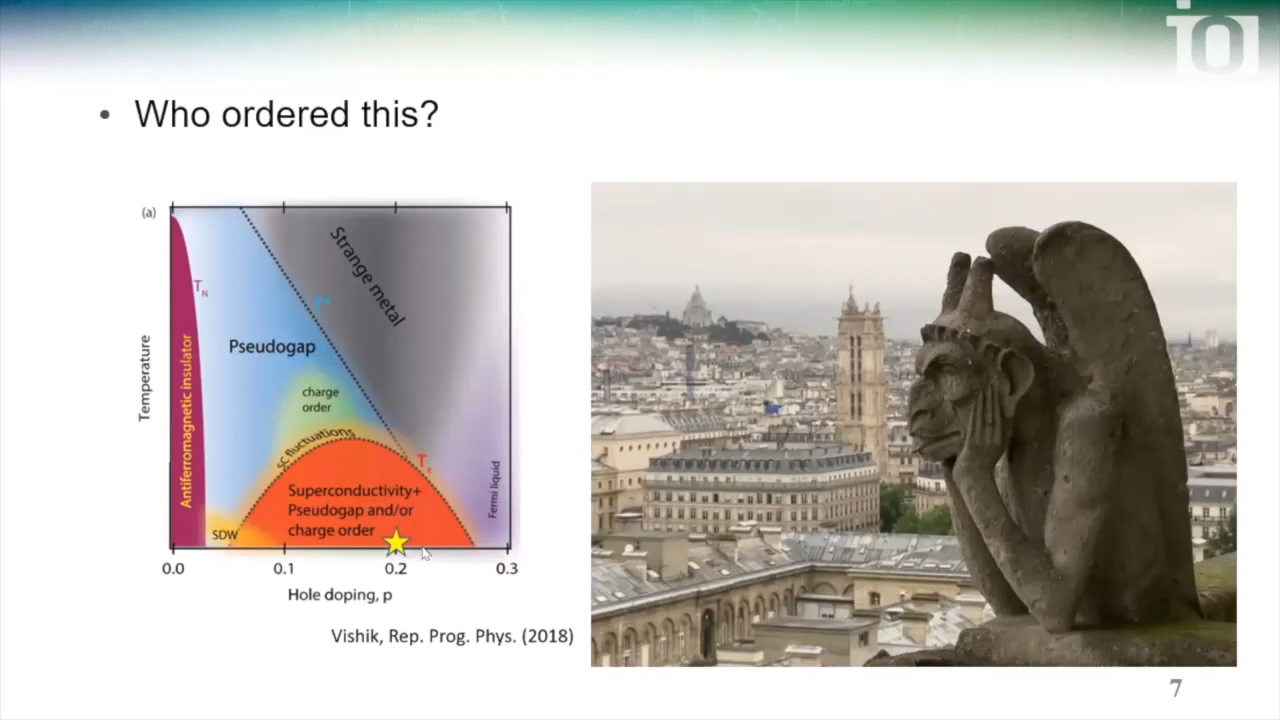 • Who ordered this?
(a)
Strange metal
T_N
T*
Pseudogap
charge
order
SC fluctuations
T_c
Antiferromagnetic insulator
Superconductivity+
Pseudogap and/or
charge order
SDW
Fermi liquid
Temperature
0.0 0.1 0.2 0.3
Hole doping, p
Vishik, Rep. Prog. Phys. (2018)
7